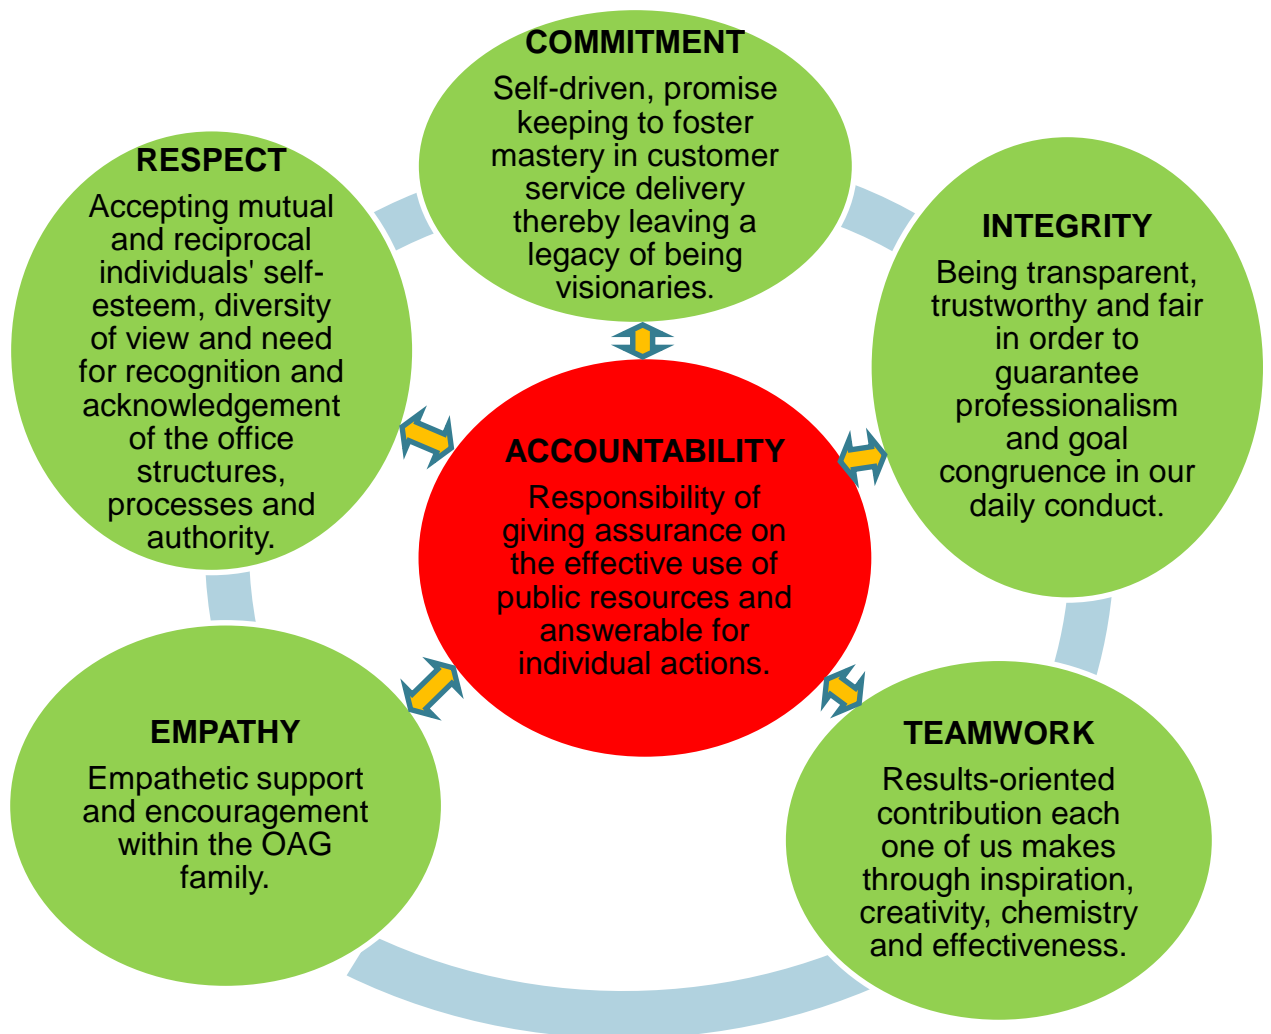 COMMITMENT
Self-driven, promise
keeping to foster
mastery in customer
service delivery
thereby leaving a
legacy of being
visionaries.
RESPECT
Accepting mutual
and reciprocal
individuals' self-
esteem, diversity
of view and need
for recognition and
acknowledgement
of the office
structures,
processes and
authority.
INTEGRITY
Being transparent,
trustworthy and fair
in order to
guarantee
professionalism
and goal
congruence in our
daily conduct.
ACCOUNTABILITY
Responsibility of
giving assurance on
the effective use of
public resources and
answerable for
individual actions.
EMPATHY
Empathetic support
and encouragement
within the OAG
family.
TEAMWORK
Results-oriented
contribution each
one of us makes
through inspiration,
creativity, chemistry
and effectiveness.